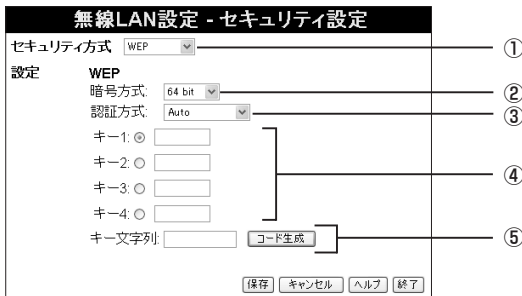 無線LAN設定 - セキュリティ設定
セキュリティ方式 WEP ①
設定 WEP
暗号方式: 64 bit ②
認証方式: Auto ③
キー1:
キー2:
キー3: ④
キー4:
キー文字列: コード生成 ⑤
保存 キャンセル ヘルプ 終了